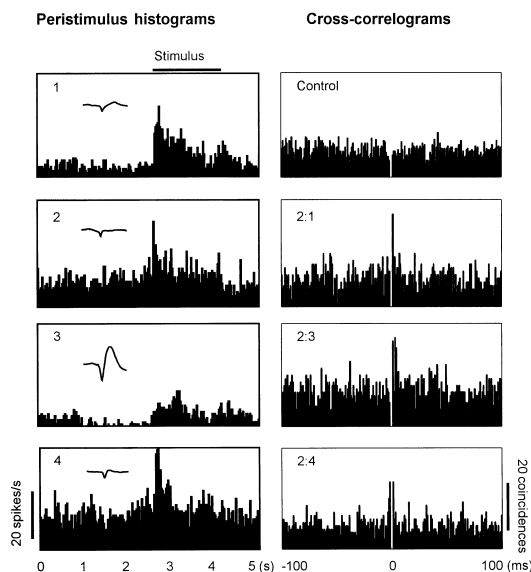 Peristimulus histograms
Cross-correlograms
Stimulus
1
Control
2
2:1
3
2:3
4
2:4
20 spikes/s
20 coincidences
0 1 2 3 4 5 (s)
-100 0 100 (ms)